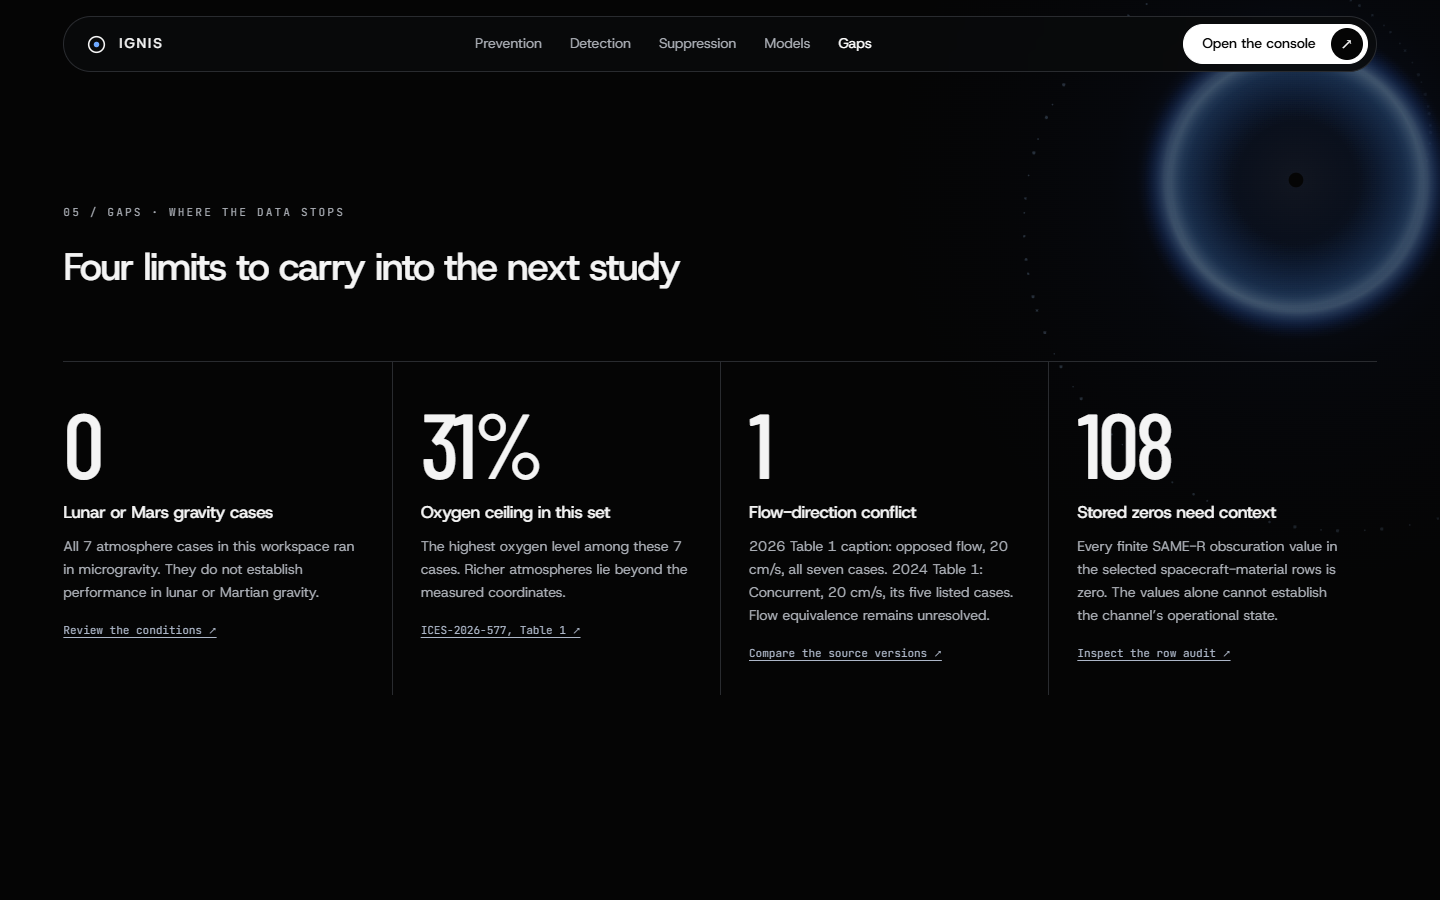 IGNIS
Prevention
Detection
Suppression
Models
Gaps
Open the console ↗
05 / GAPS · WHERE THE DATA STOPS
Four limits to carry into the next study
0
Lunar or Mars gravity cases
All 7 atmosphere cases in this workspace ran
in microgravity. They do not establish
performance in lunar or Martian gravity.
Review the conditions ↗
31%
Oxygen ceiling in this set
The highest oxygen level among these 7
cases. Richer atmospheres lie beyond the
measured coordinates.
ICES-2026-577, Table 1 ↗
1
Flow-direction conflict
2026 Table 1 caption: opposed flow, 20
cm/s, all seven cases. 2024 Table 1:
Concurrent, 20 cm/s, its five listed cases.
Flow equivalence remains unresolved.
Compare the source versions ↗
108
Stored zeros need context
Every finite SAME-R obscuration value in
the selected spacecraft-material rows is
zero. The values alone cannot establish
the channel's operational state.
Inspect the row audit ↗